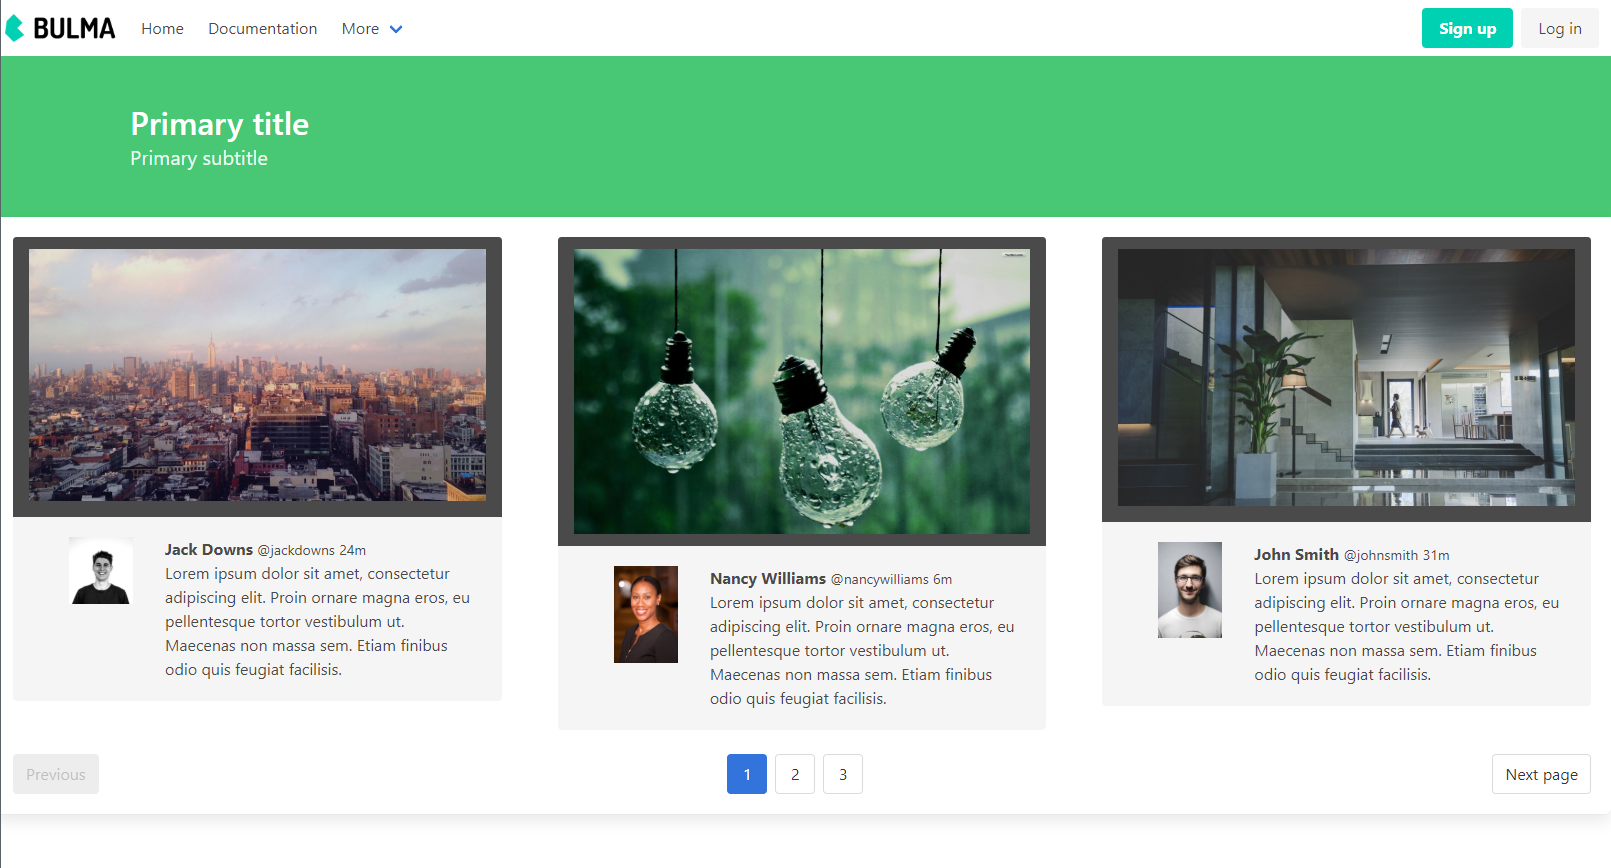 BULMA Home Documentation More Sign up Log in
Primary title
Primary subtitle
Jack Downs @jackdowns 24m
Lorem ipsum dolor sit amet, consectetur
adipiscing elit. Proin ornare magna eros, eu
pellentesque tortor vestibulum ut.
Maecenas non massa sem. Etiam finibus
odio quis feugiat facilisis.
Nancy Williams @nancywilliams 6m
Lorem ipsum dolor sit amet, consectetur
adipiscing elit. Proin ornare magna eros, eu
pellentesque tortor vestibulum ut.
Maecenas non massa sem. Etiam finibus
odio quis feugiat facilisis.
John Smith @johnsmith 31m
Lorem ipsum dolor sit amet, consectetur
adipiscing elit. Proin ornare magna eros, eu
pellentesque tortor vestibulum ut.
Maecenas non massa sem. Etiam finibus
odio quis feugiat facilisis.
Previous 1 2 3 Next page